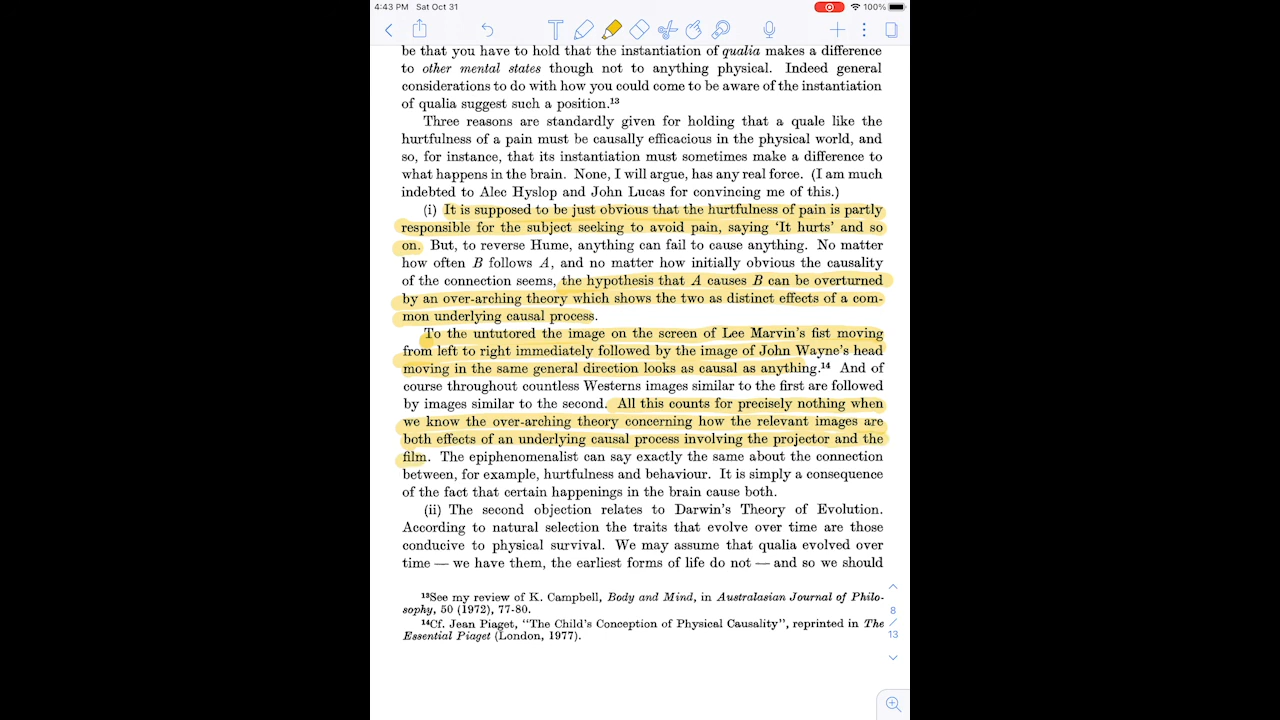 4:43 PM Sat Oct 31
100%
be that you have to hold that the instantiation of qualia makes a difference
to other mental states though not to anything physical. Indeed general
considerations to do with how you could come to be aware of the instantiation
of qualia suggest such a position.¹³
Three reasons are standardly given for holding that a quale like the
hurtfulness of a pain must be causally efficacious in the physical world, and
so, for instance, that its instantiation must sometimes make a difference to
what happens in the brain. None, I will argue, has any real force. (I am much
indebted to Alec Hyslop and John Lucas for convincing me of this.)
(i) It is supposed to be just obvious that the hurtfulness of pain is partly
responsible for the subject seeking to avoid pain, saying ‘It hurts’ and so
on. But, to reverse Hume, anything can fail to cause anything. No matter
how often B follows A, and no matter how initially obvious the causality
of the connection seems, the hypothesis that A causes B can be overturned
by an over-arching theory which shows the two as distinct effects of a com-
mon underlying causal process.
To the untutored the image on the screen of Lee Marvin's fist moving
from left to right immediately followed by the image of John Wayne's head
moving in the same general direction looks as causal as anything.¹⁴ And of
course throughout countless Westerns images similar to the first are followed
by images similar to the second. All this counts for precisely nothing when
we know the over-arching theory concerning how the relevant images are
both effects of an underlying causal process involving the projector and the
film. The epiphenomenalist can say exactly the same about the connection
between, for example, hurtfulness and behaviour. It is simply a consequence
of the fact that certain happenings in the brain cause both.
(ii) The second objection relates to Darwin's Theory of Evolution.
According to natural selection the traits that evolve over time are those
conducive to physical survival. We may assume that qualia evolved over
time — we have them, the earliest forms of life do not — and so we should
¹³See my review of K. Campbell, Body and Mind, in Australasian Journal of Philo-
sophy, 50 (1972), 77-80.
¹⁴Cf. Jean Piaget, “The Child's Conception of Physical Causality”, reprinted in The
Essential Piaget (London, 1977).
8
/
13